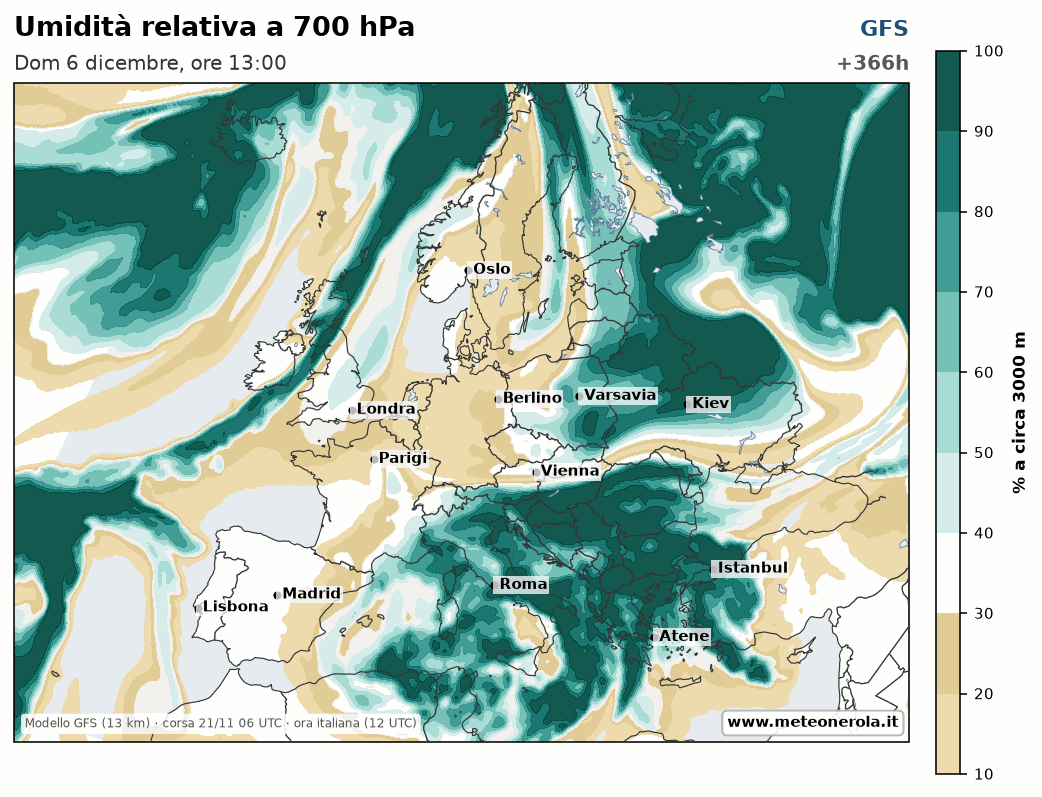 Umidità relativa a 700 hPa
GFS
Dom 6 dicembre, ore 13:00
+366h
100
90
80
70
60
50
40
30
20
10
% a circa 3000 m
Oslo
Berlino
Varsavia
Kiev
Londra
Parigi
Vienna
Istanbul
Roma
Madrid
Lisbona
Atene
Modello GFS (13 km) · corsa 21/11 06 UTC · ora italiana (12 UTC)
www.meteonerola.it